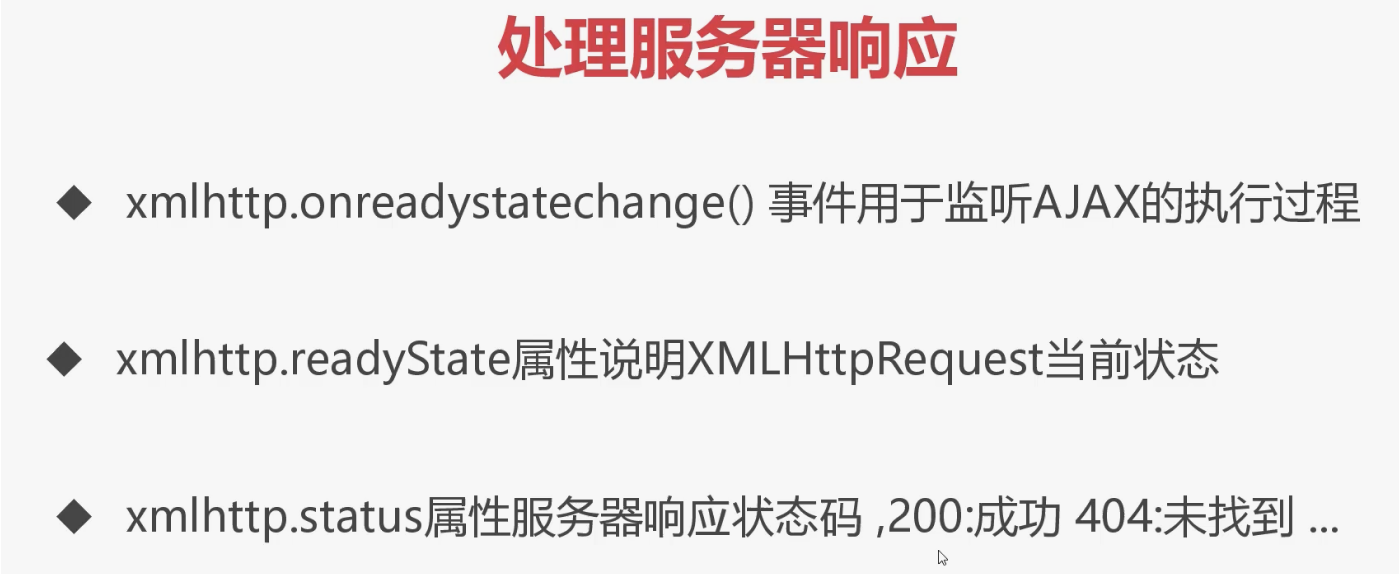 处理服务器响应
◆ xmlhttp.onreadystatechange() 事件用于监听AJAX的执行过程
◆ xmlhttp.readyState属性说明XMLHttpRequest当前状态
◆ xmlhttp.status属性服务器响应状态码 ,200:成功 404:未找到 ...